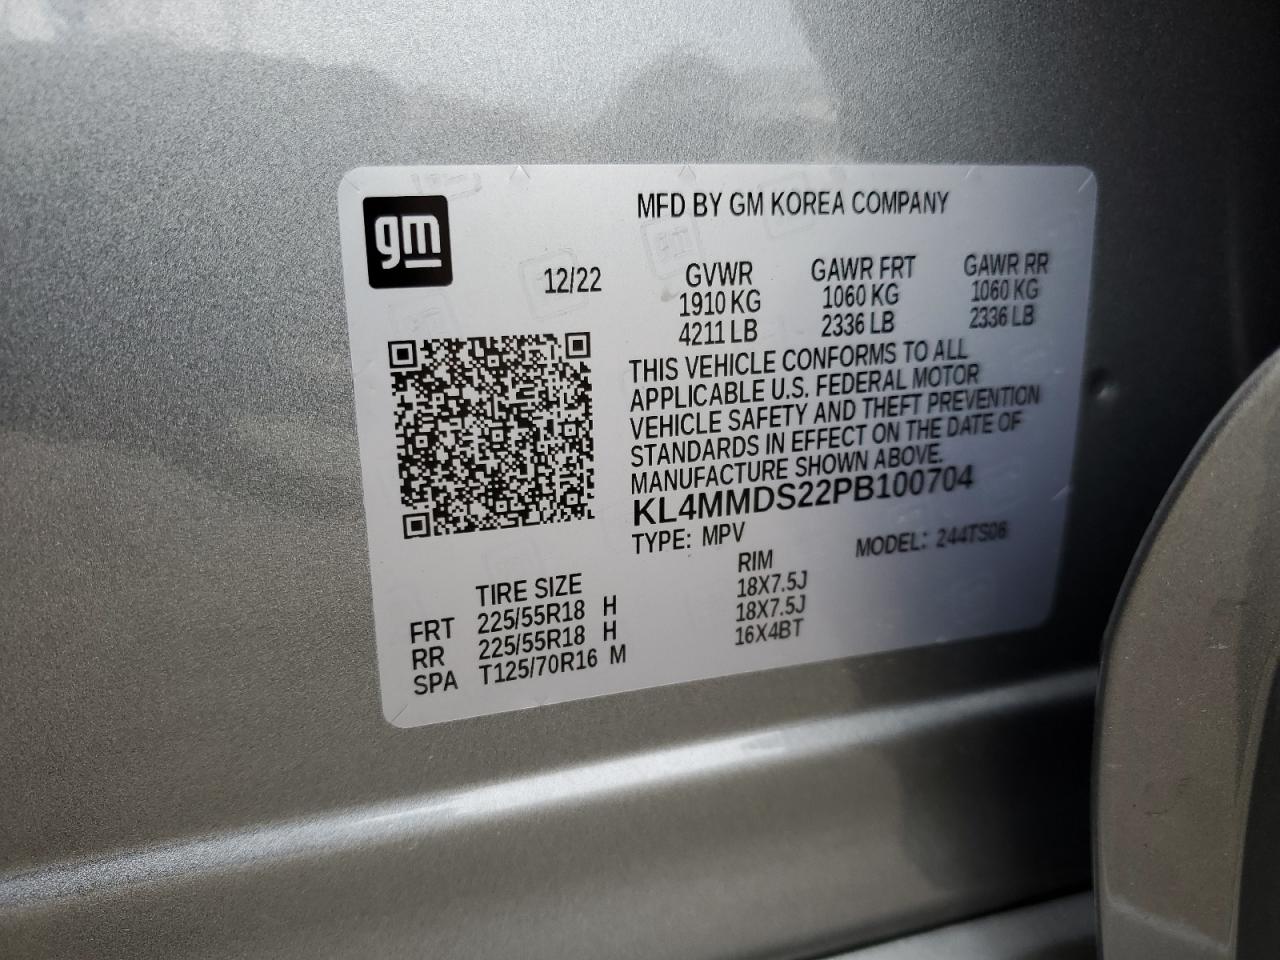 gm
MFD BY GM KOREA COMPANY
12/22 GVWR GAWR FRT GAWR RR
1910 KG 1060 KG 1060 KG
4211 LB 2336 LB 2336 LB
THIS VEHICLE CONFORMS TO ALL
APPLICABLE U.S. FEDERAL MOTOR
VEHICLE SAFETY AND THEFT PREVENTION
STANDARDS IN EFFECT ON THE DATE OF
MANUFACTURE SHOWN ABOVE.
KL4MMDS22PB100704
TYPE: MPV MODEL: 244TS06
TIRE SIZE RIM
FRT 225/55R18 H 18X7.5J
RR 225/55R18 H 18X7.5J
SPA T125/70R16 M 16X4BT